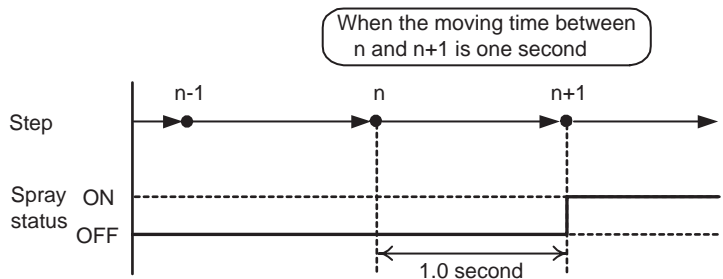 When the moving time between
n and n+1 is one second
n-1
n
n+1
Step
Spray
status
ON
OFF
1.0 second